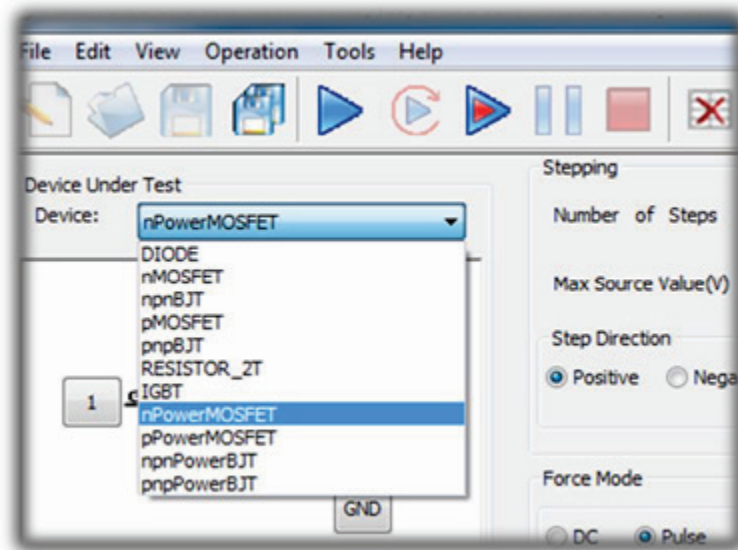 File Edit View Operation Tools Help
Device Under Test
Device:
nPowerMOSFET
DIODE
nMOSFET
npnBJT
pMOSFET
pnpBJT
RESISTOR_2T
IGBT
nPowerMOSFET
pPowerMOSFET
npnPowerBJT
pnpPowerBJT
1
GND
Stepping
Number of Steps
Max Source Value(V)
Step Direction
Positive Nega
Force Mode
DC Pulse